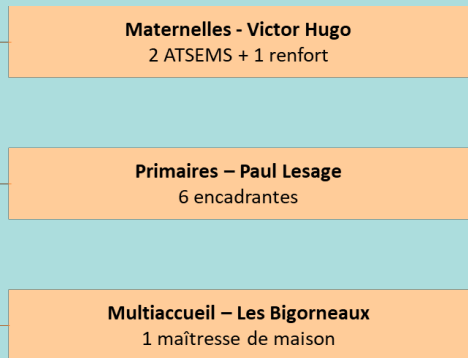 Maternelles - Victor Hugo
2 ATSEMS + 1 renfort
Primaires – Paul Lesage
6 encadrantes
Multiaccueil – Les Bigorneaux
1 maîtresse de maison